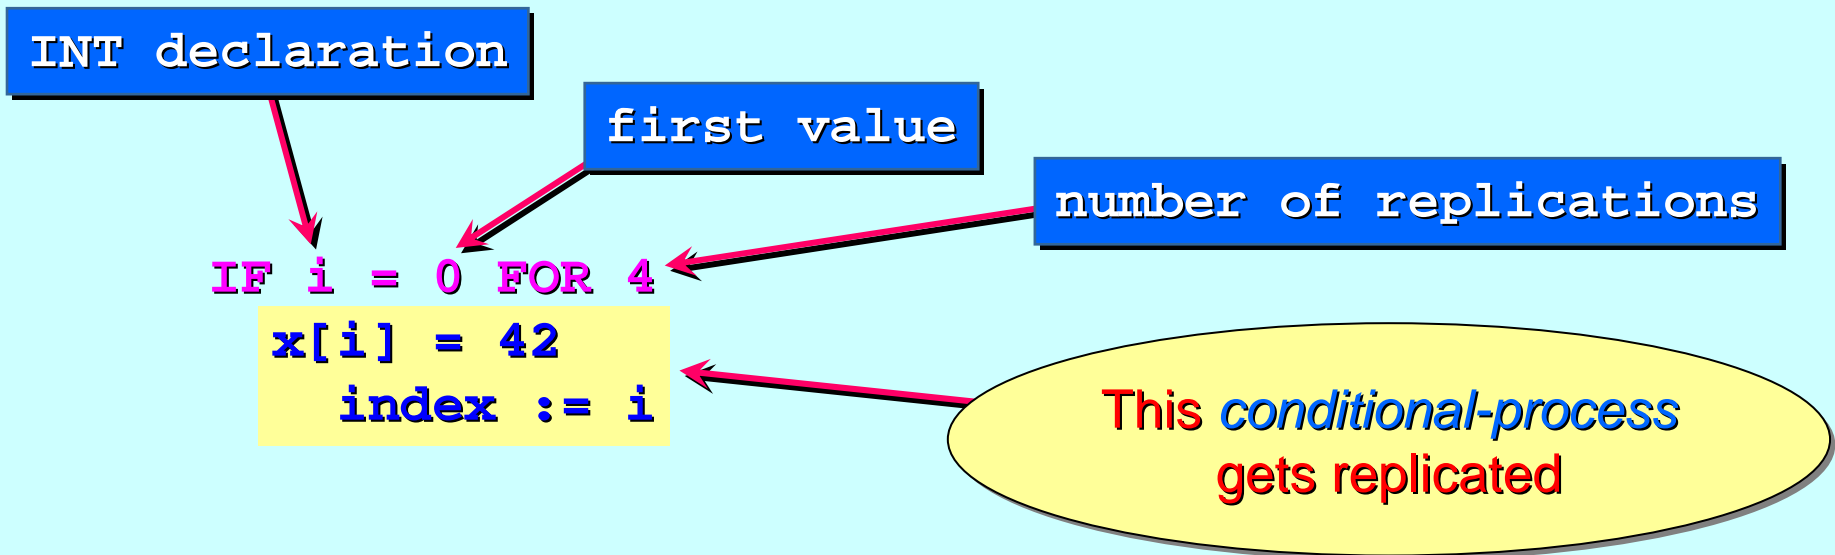 INT declaration
first value
number of replications
IF i = 0 FOR 4
x[i] = 42
index := i
This conditional-process
gets replicated